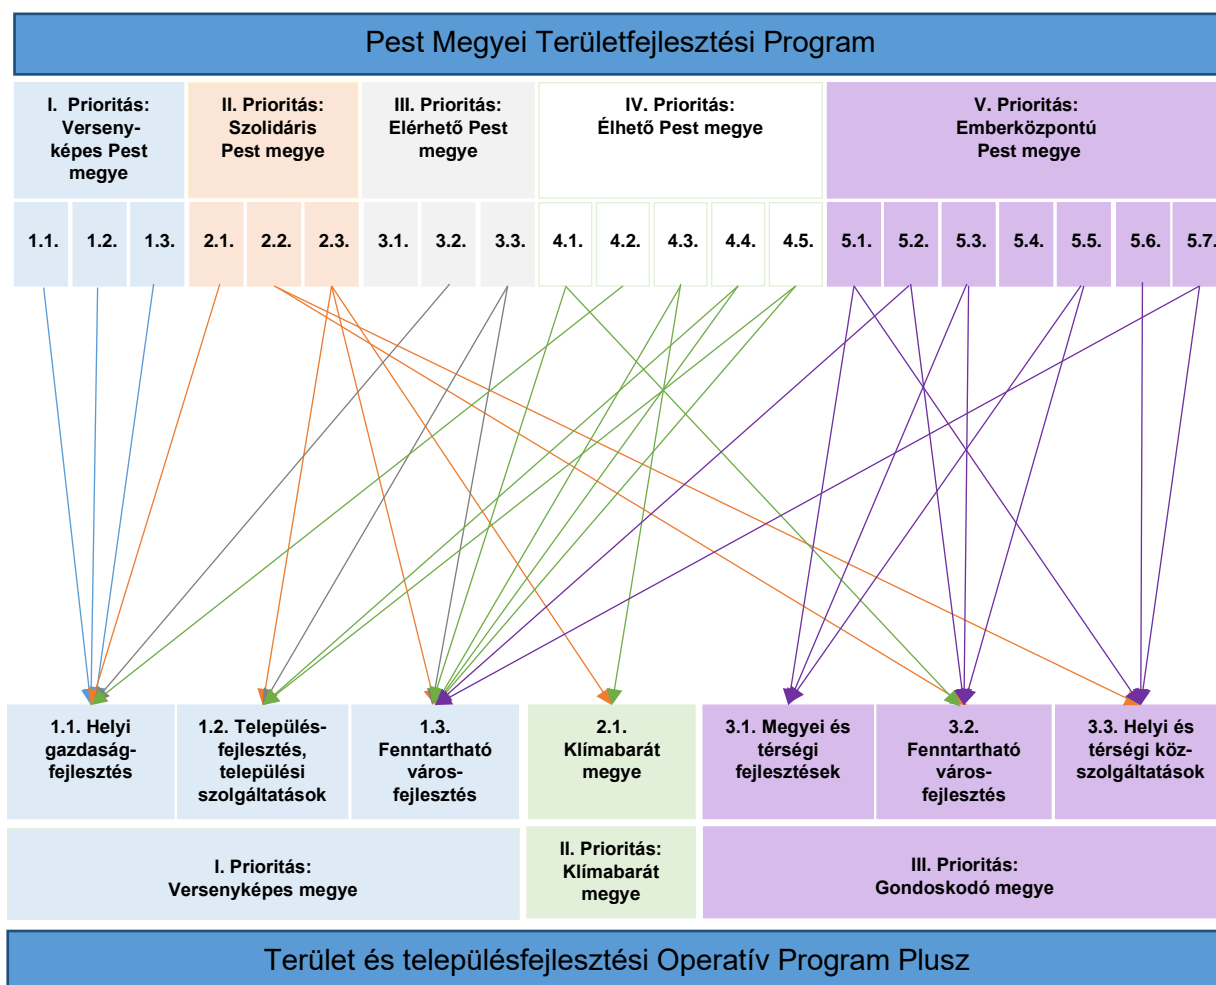 Pest Megyei Területfejlesztési Program
I. Prioritás:
Verseny-
képes Pest
megye
II. Prioritás:
Szolidáris
Pest megye
III. Prioritás:
Elérhető Pest
megye
IV. Prioritás:
Élhető Pest megye
V. Prioritás:
Emberközpontú
Pest megye
1.1. 1.2. 1.3. 2.1. 2.2. 2.3. 3.1. 3.2. 3.3. 4.1. 4.2. 4.3. 4.4. 4.5. 5.1. 5.2. 5.3. 5.4. 5.5. 5.6. 5.7.
1.1. Helyi
gazdaság-
fejlesztés
1.2. Település-
fejlesztés,
települési
szolgáltatások
1.3.
Fenntartható
város-
fejlesztés
2.1.
Klímabarát
megye
3.1. Megyei és
térségi
fejlesztések
3.2.
Fenntartható
város-
fejlesztés
3.3. Helyi és
térségi köz-
szolgáltatások
I. Prioritás:
Versenyképes megye
II. Prioritás:
Klímabarát
megye
III. Prioritás:
Gondoskodó megye
Terület és településfejlesztési Operatív Program Plusz